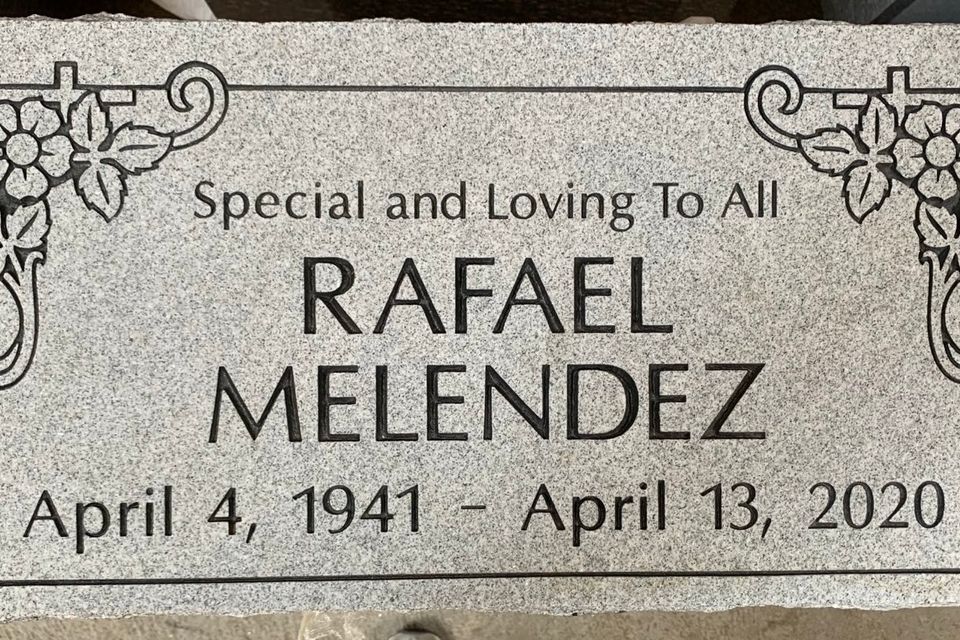 Special and Loving To All
RAFAEL
MELENDEZ
April 4, 1941 – April 13, 2020